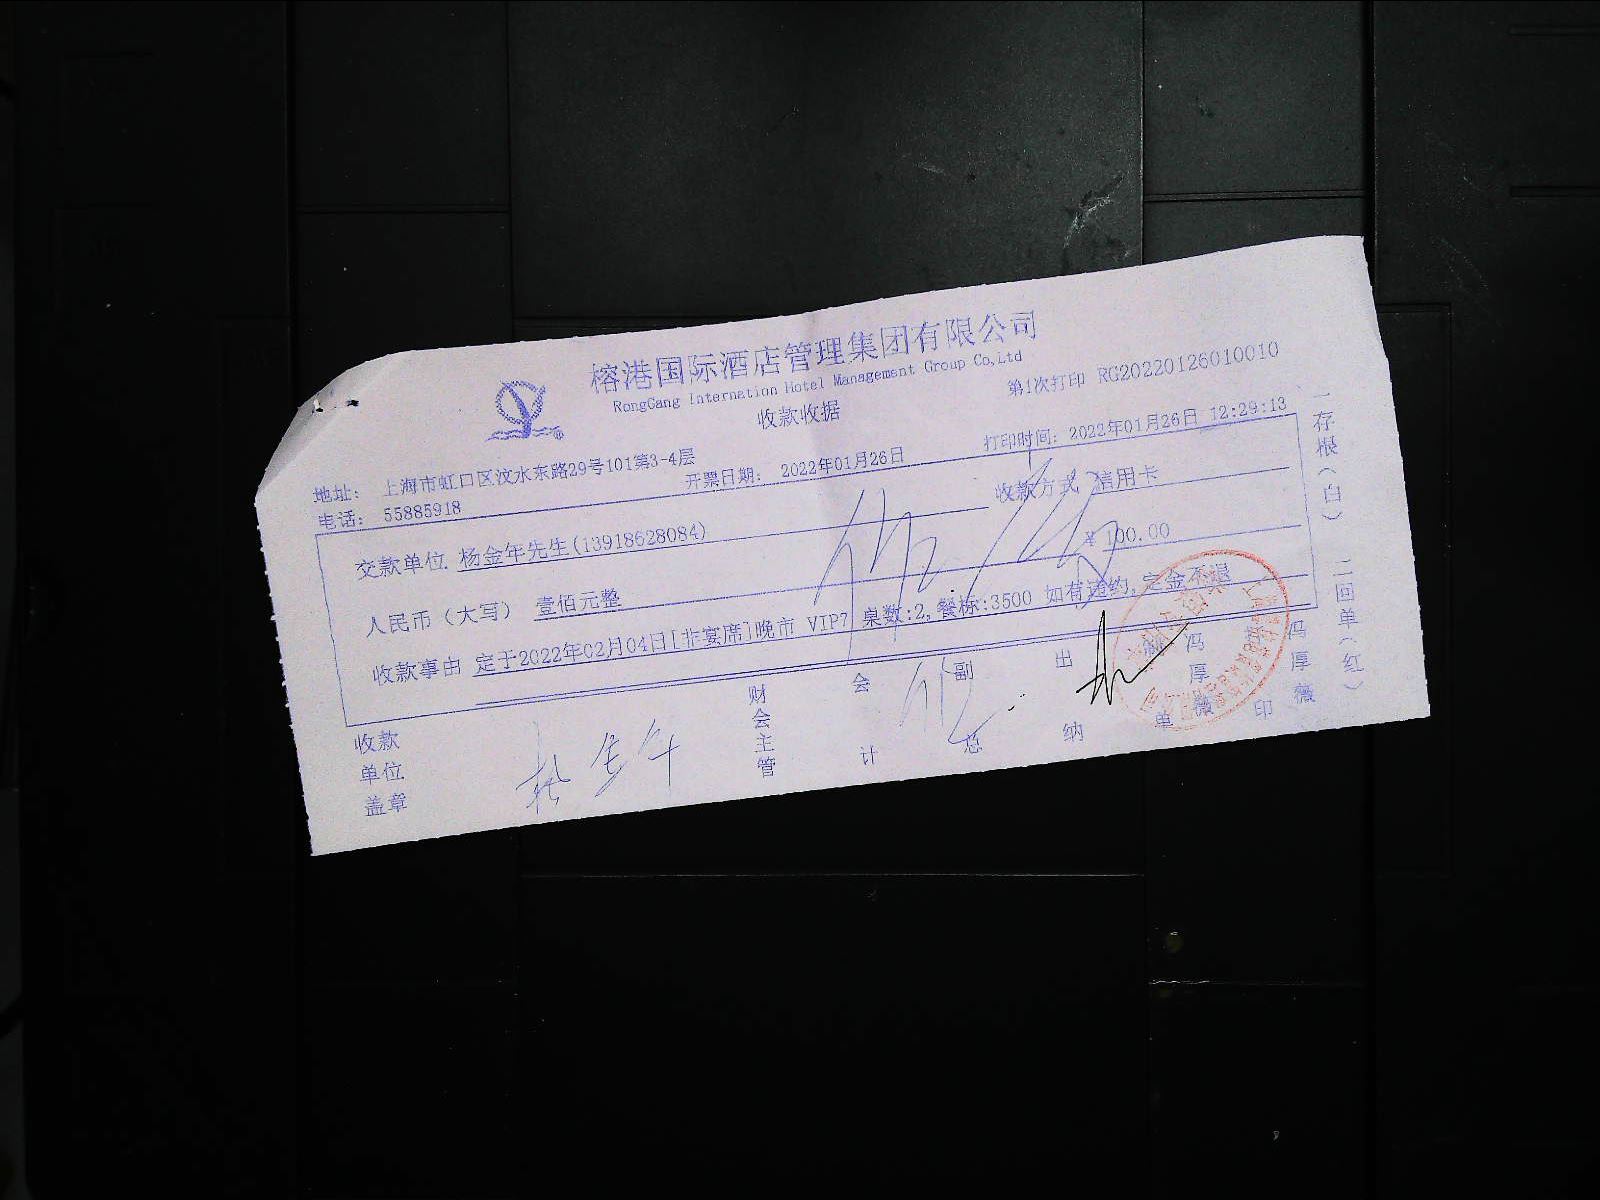 榕港国际酒店管理集团有限公司
RongGang Internation Hotel Management Group Co,Ltd
收款收据
第1次打印 RG20220126010010
地址: 上海市虹口区汶水东路29号101第3-4层
电话: 55885918
开票日期: 2022年01月26日
打印时间: 2022年01月26日 12:29:13
交款单位 杨金年先生(13918628084)
收款方式 信用卡
人民币(大写) 壹佰元整
¥100.00
收款事由 定于2022年02月04日[非宴席]晚市 VIP7 桌数:2,餐标:3500 如有违约,定金不退
收款单位盖章
财会主管
会计
副总
出纳
冯厚薇
印
冯厚薇
一存根(白) 二回单(红)